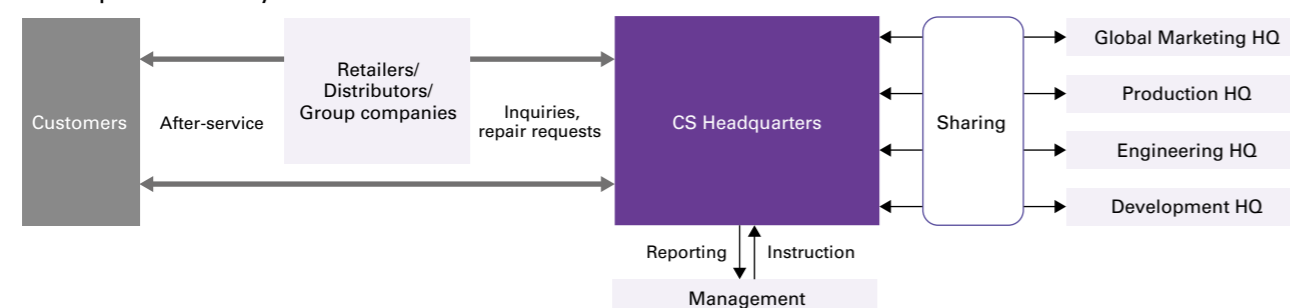 Customers
After-service
Retailers/
Distributors/
Group companies
Inquiries,
repair requests
CS Headquarters
Sharing
Global Marketing HQ
Production HQ
Engineering HQ
Development HQ
Reporting
Instruction
Management